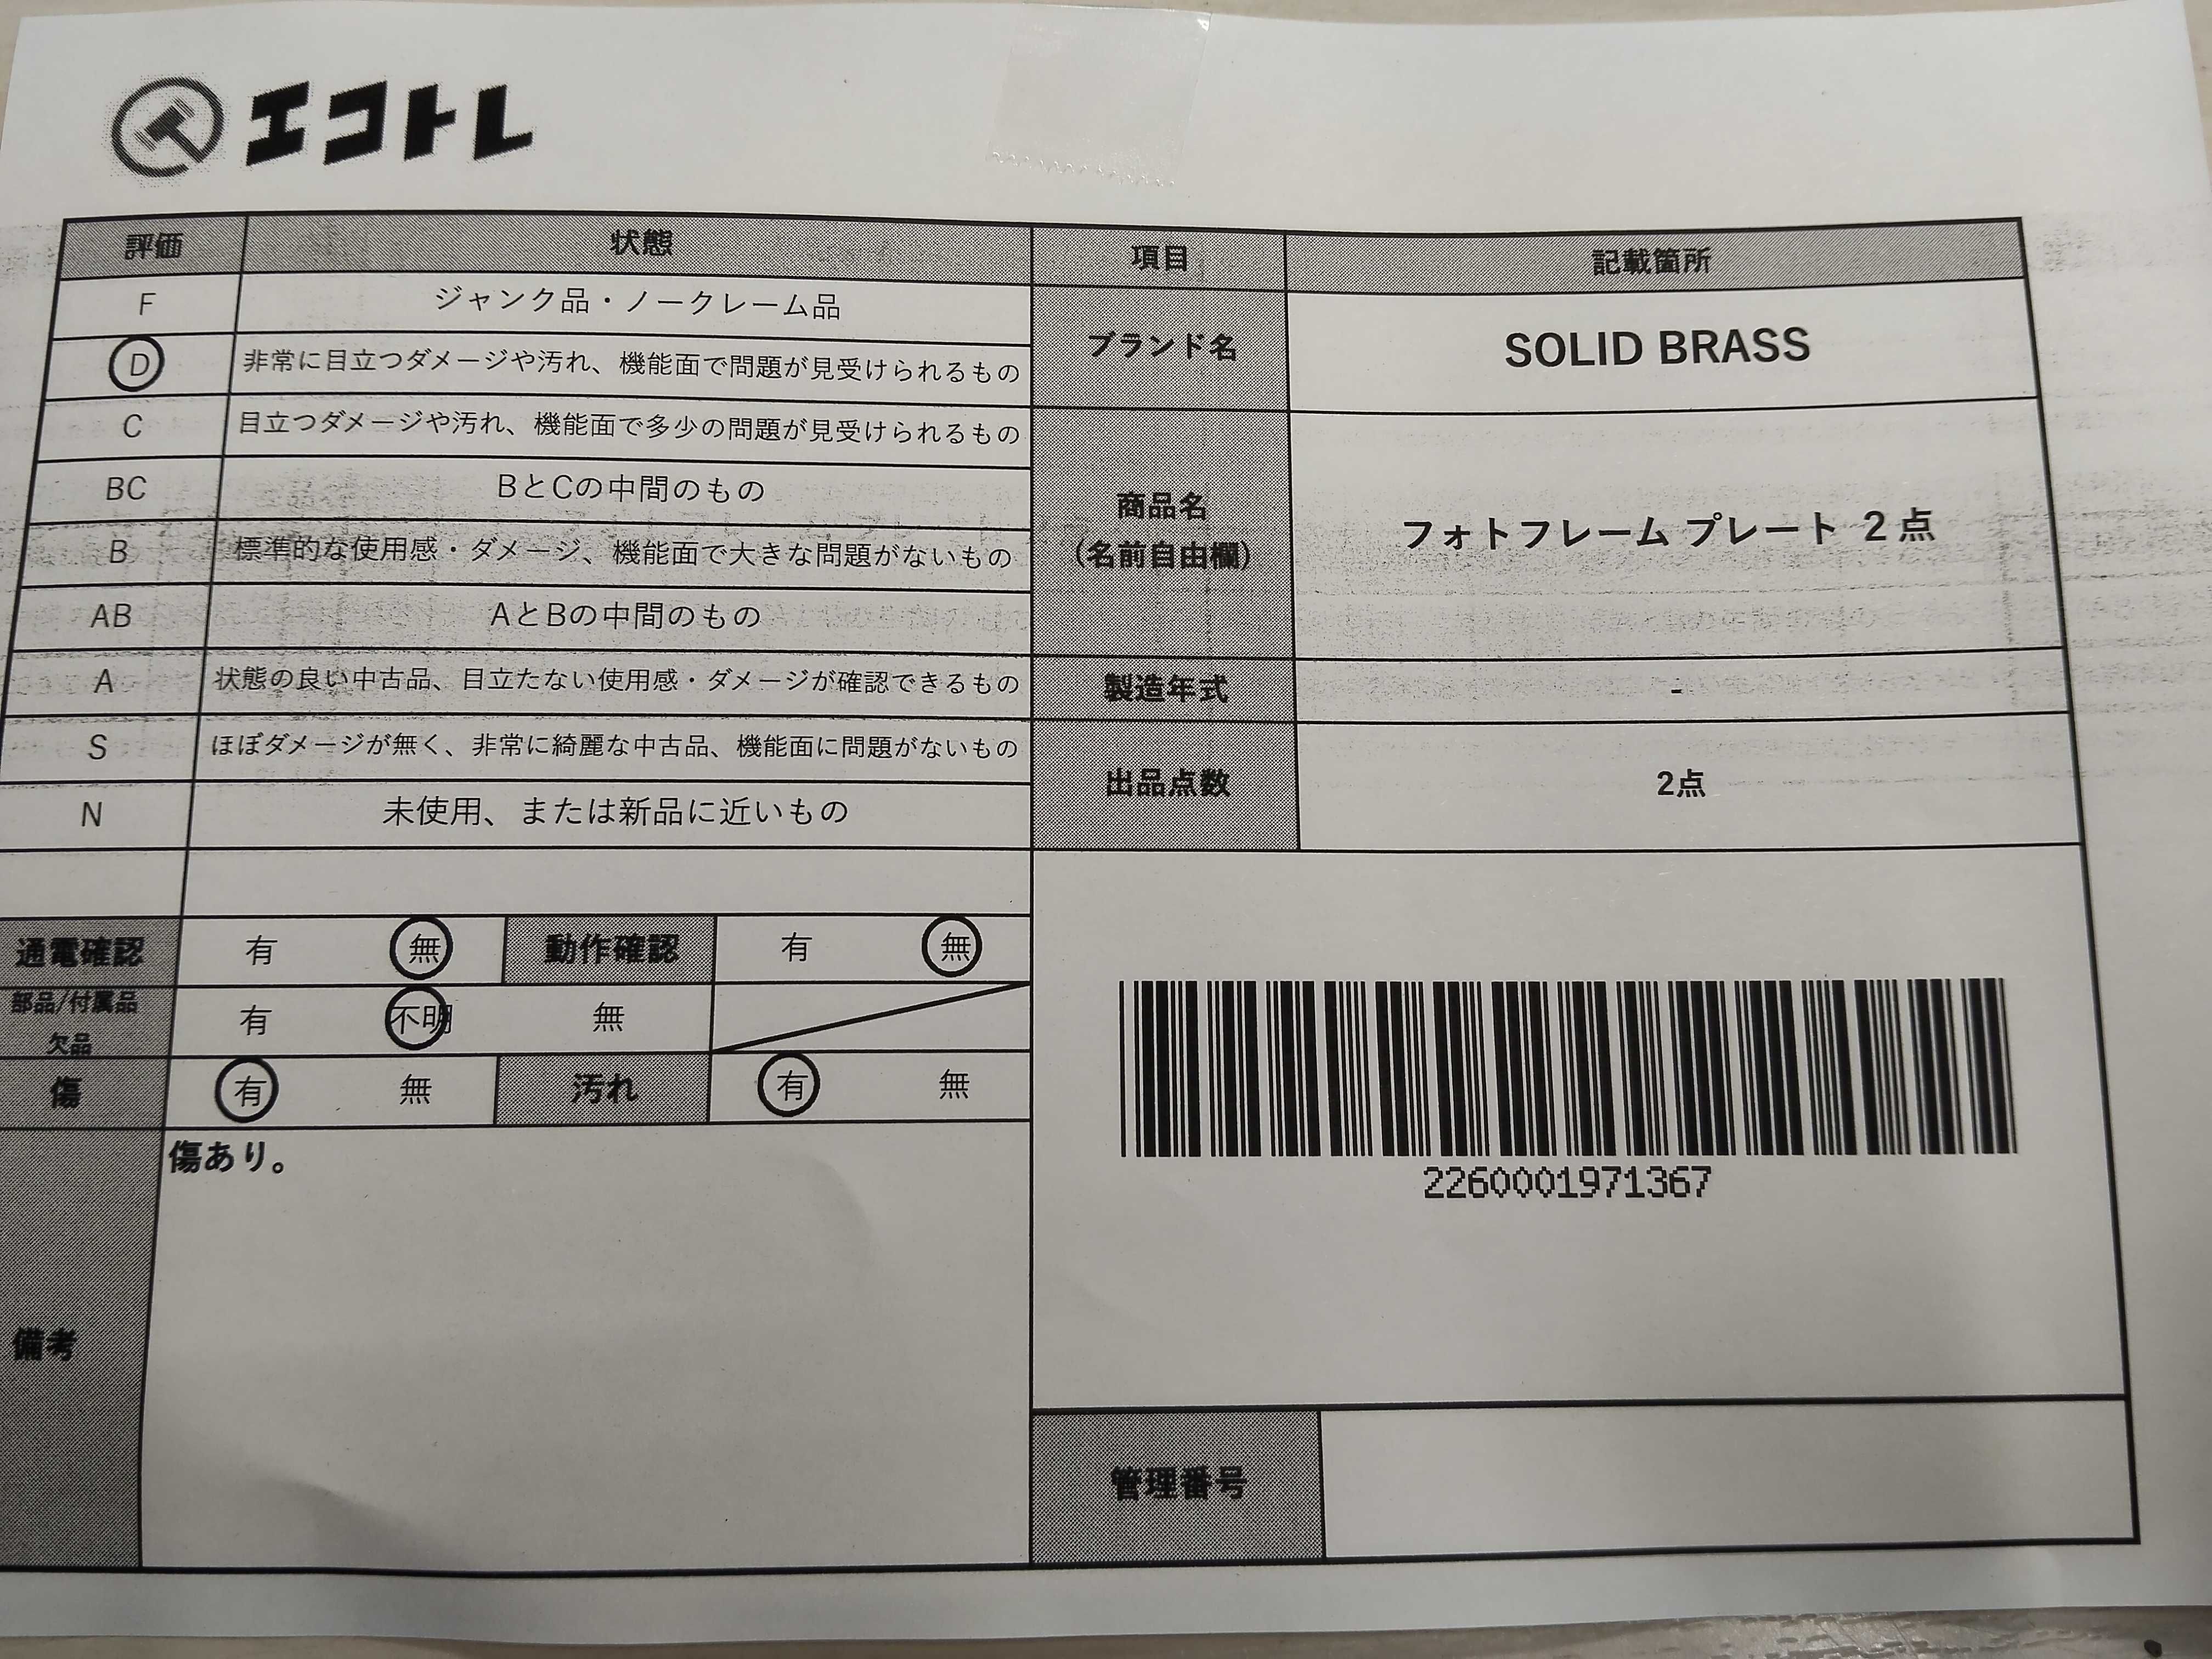 エコトレ
評価 状態
F ジャンク品・ノークレーム品
D 非常に目立つダメージや汚れ、機能面で問題が見受けられるもの
C 目立つダメージや汚れ、機能面で多少の問題が見受けられるもの
BC BとCの中間のもの
B 標準的な使用感・ダメージ、機能面で大きな問題がないもの
AB AとBの中間のもの
A 状態の良い中古品、目立たない使用感・ダメージが確認できるもの
S ほぼダメージが無く、非常に綺麗な中古品、機能面に問題がないもの
N 未使用、または新品に近いもの
通電確認 有 無 動作確認 有 無
部品/付属品
欠品 有 不明 無
傷 有 無 汚れ 有 無
備考 傷あり。
項目 記載箇所
ブランド名 SOLID BRASS
商品名
（名前自由欄） フォトフレーム プレート 2点
製造年式 -
出品点数 2点
2260001971367
管理番号